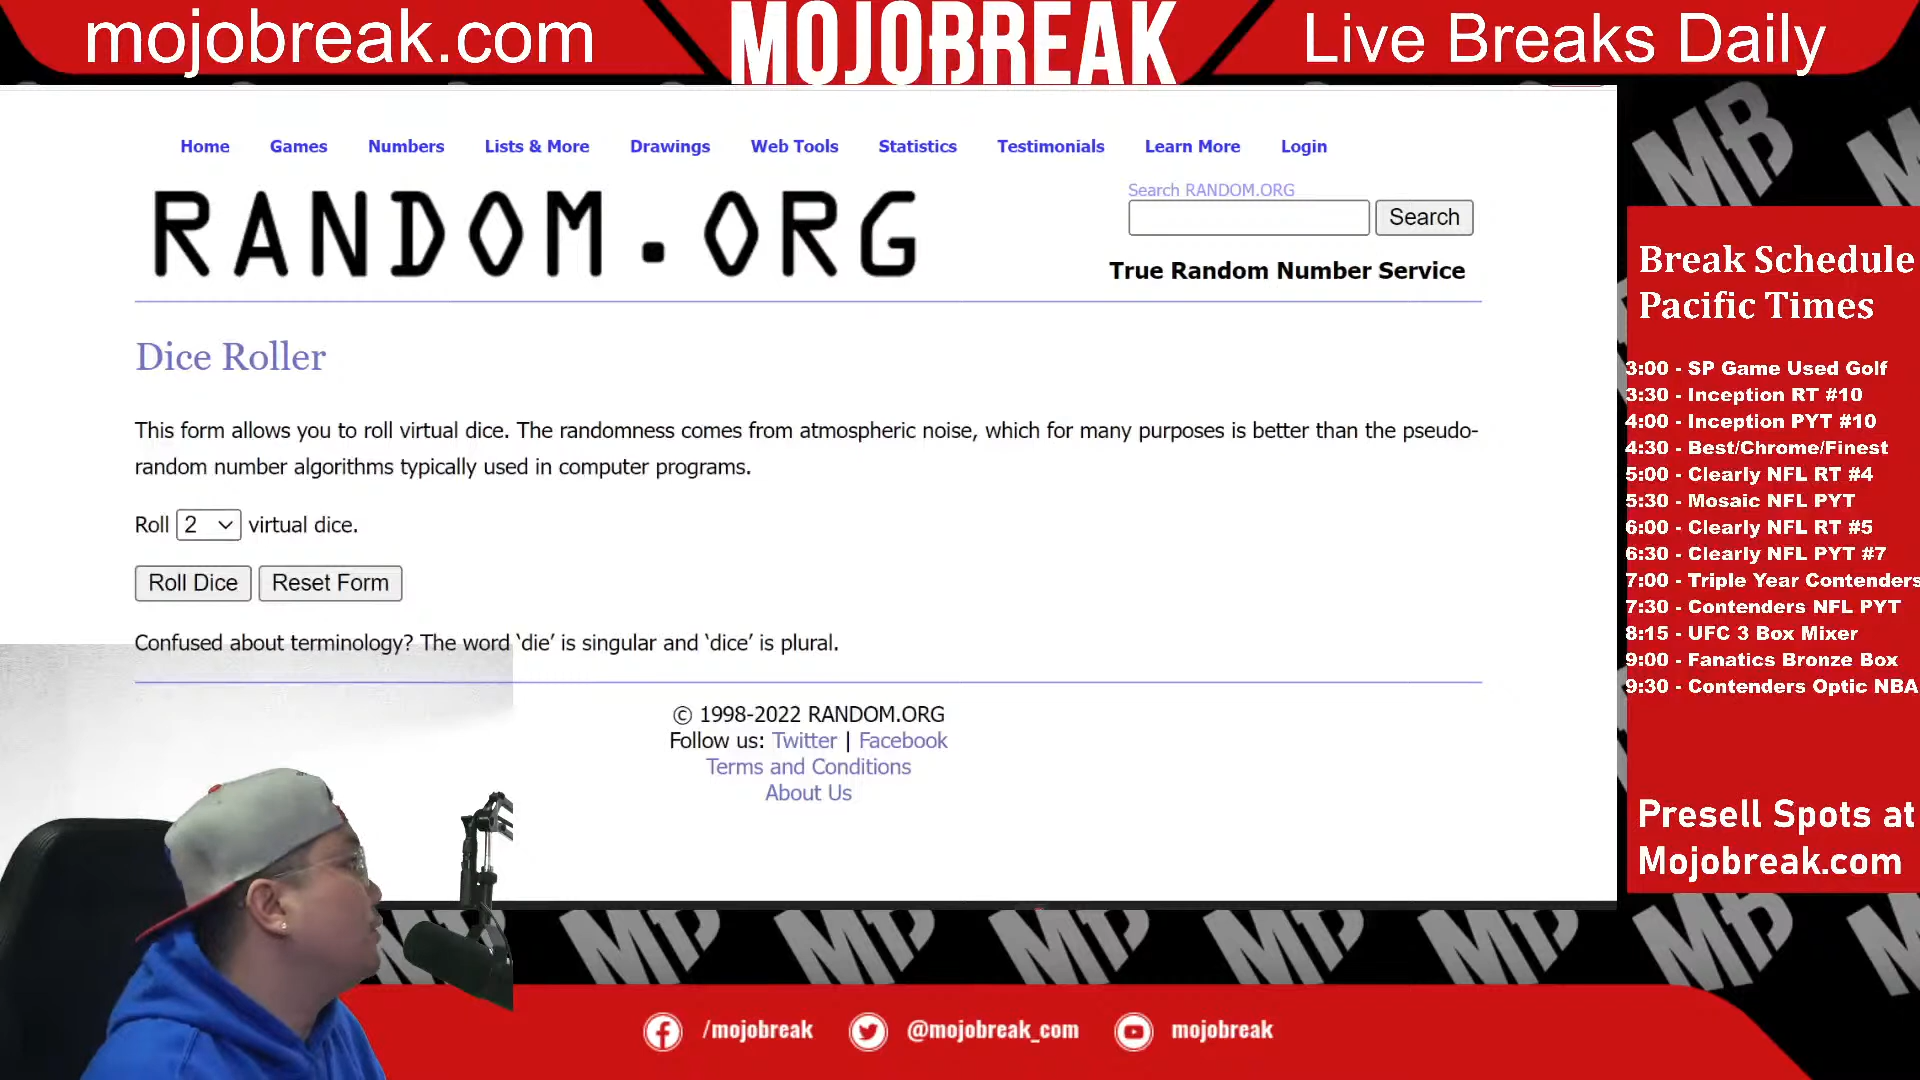 mojobreak.com
MOJOBREAK
Live Breaks Daily
Home Games Numbers Lists & More Drawings Web Tools Statistics Testimonials Learn More Login
RANDOM.ORG
Search RANDOM.ORG
Search
True Random Number Service
Dice Roller
This form allows you to roll virtual dice. The randomness comes from atmospheric noise, which for many purposes is better than the pseudo-
random number algorithms typically used in computer programs.
Roll 2 virtual dice.
Roll Dice Reset Form
Confused about terminology? The word ‘die’ is singular and ‘dice’ is plural.
© 1998-2022 RANDOM.ORG
Follow us: Twitter | Facebook
Terms and Conditions
About Us
Break Schedule
Pacific Times
3:00 - SP Game Used Golf
3:30 - Inception RT #10
4:00 - Inception PYT #10
4:30 - Best/Chrome/Finest
5:00 - Clearly NFL RT #4
5:30 - Mosaic NFL PYT
6:00 - Clearly NFL RT #5
6:30 - Clearly NFL PYT #7
7:00 - Triple Year Contenders
7:30 - Contenders NFL PYT
8:15 - UFC 3 Box Mixer
9:00 - Fanatics Bronze Box
9:30 - Contenders Optic NBA
Presell Spots at
Mojobreak.com
MB
MB
MB
MB
MB
MB
MB
/mojobreak @mojobreak_com mojobreak